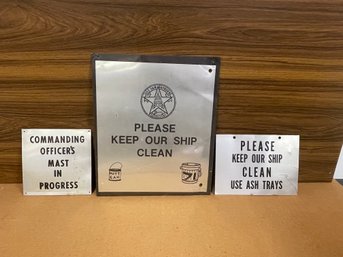 COMMANDING
OFFICER'S
MAST
IN
PROGRESS
PLEASE
KEEP OUR SHIP
CLEAN
PLEASE
KEEP OUR SHIP
CLEAN
USE ASH TRAYS